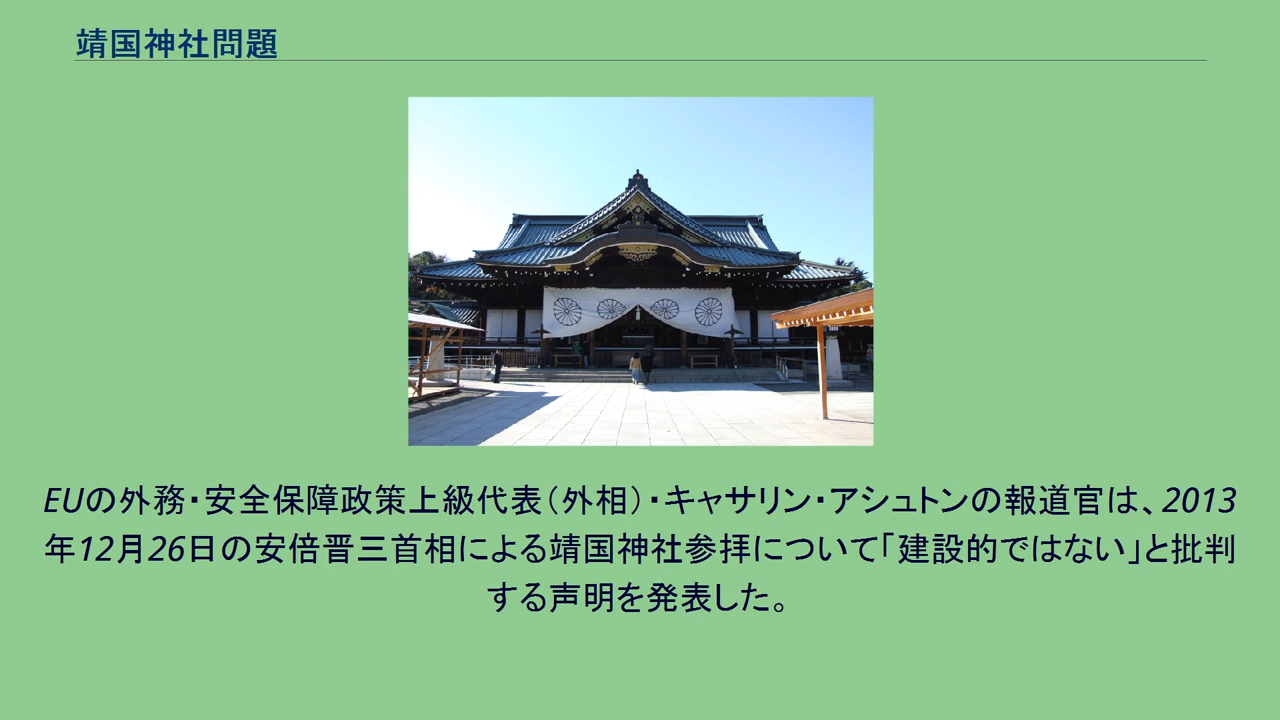 靖国神社問題
EUの外務・安全保障政策上級代表（外相）・キャサリン・アシュトンの報道官は、2013
年12月26日の安倍晋三首相による靖国神社参拝について「建設的ではない」と批判
する声明を発表した。